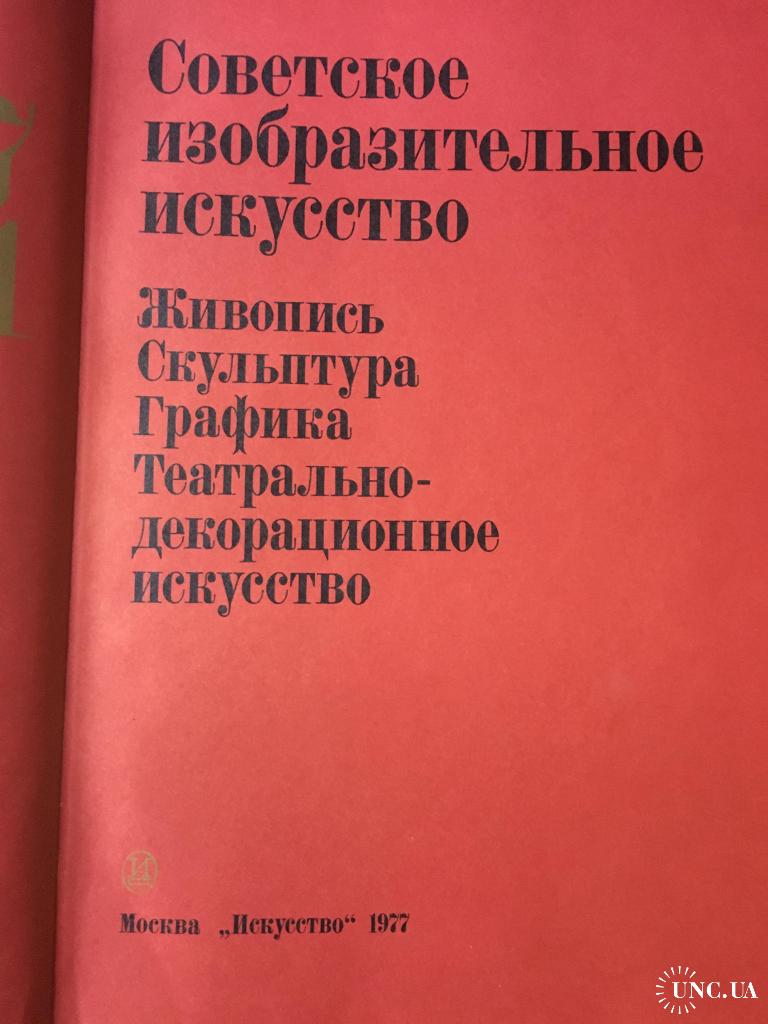 Советское
изобразительное
искусство
Живопись
Скульптура
Графика
Театрально-
декорационное
искусство
И
Москва „Искусство“ 1977
UNC.UA